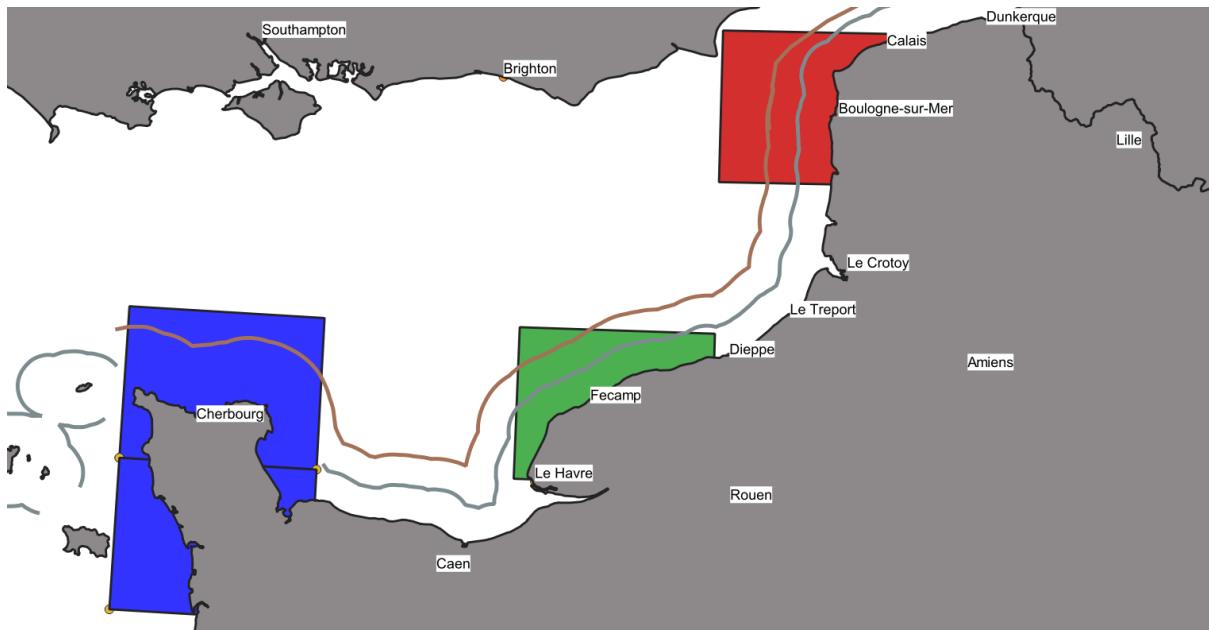 Dunkerque
Southampton
Calais
Brighton
Boulogne-sur-Mer
Lille
Le Crotoy
Le Treport
Dieppe
Amiens
Fecamp
Cherbourg
Le Havre
Rouen
Caen